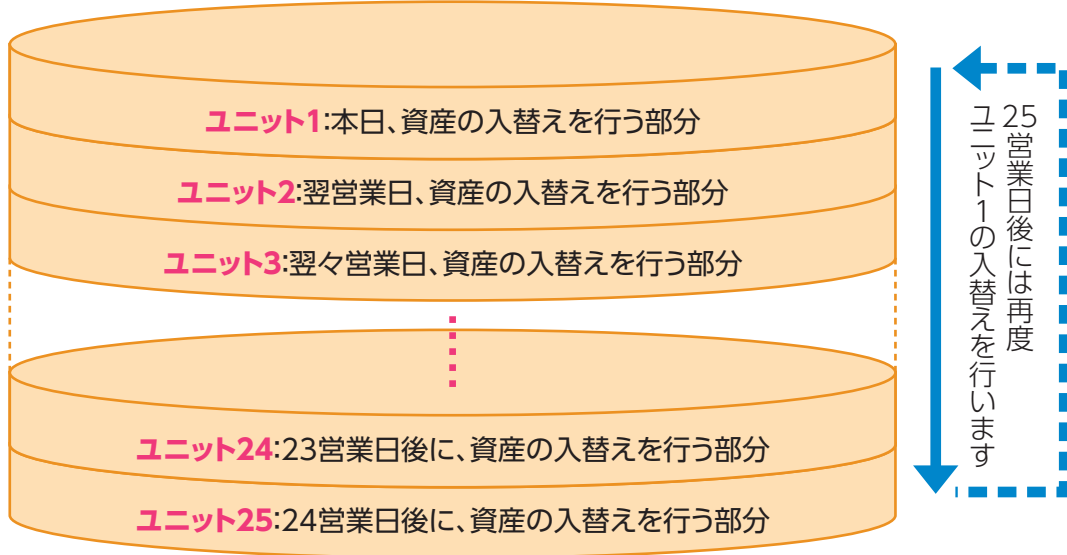 ユニット1:本日、資産の入替えを行う部分
ユニット2:翌営業日、資産の入替えを行う部分
ユニット3:翌々営業日、資産の入替えを行う部分
ユニット24:23営業日後に、資産の入替えを行う部分
ユニット25:24営業日後に、資産の入替えを行う部分
25営業日後には再度
ユニット1の入替えを行います